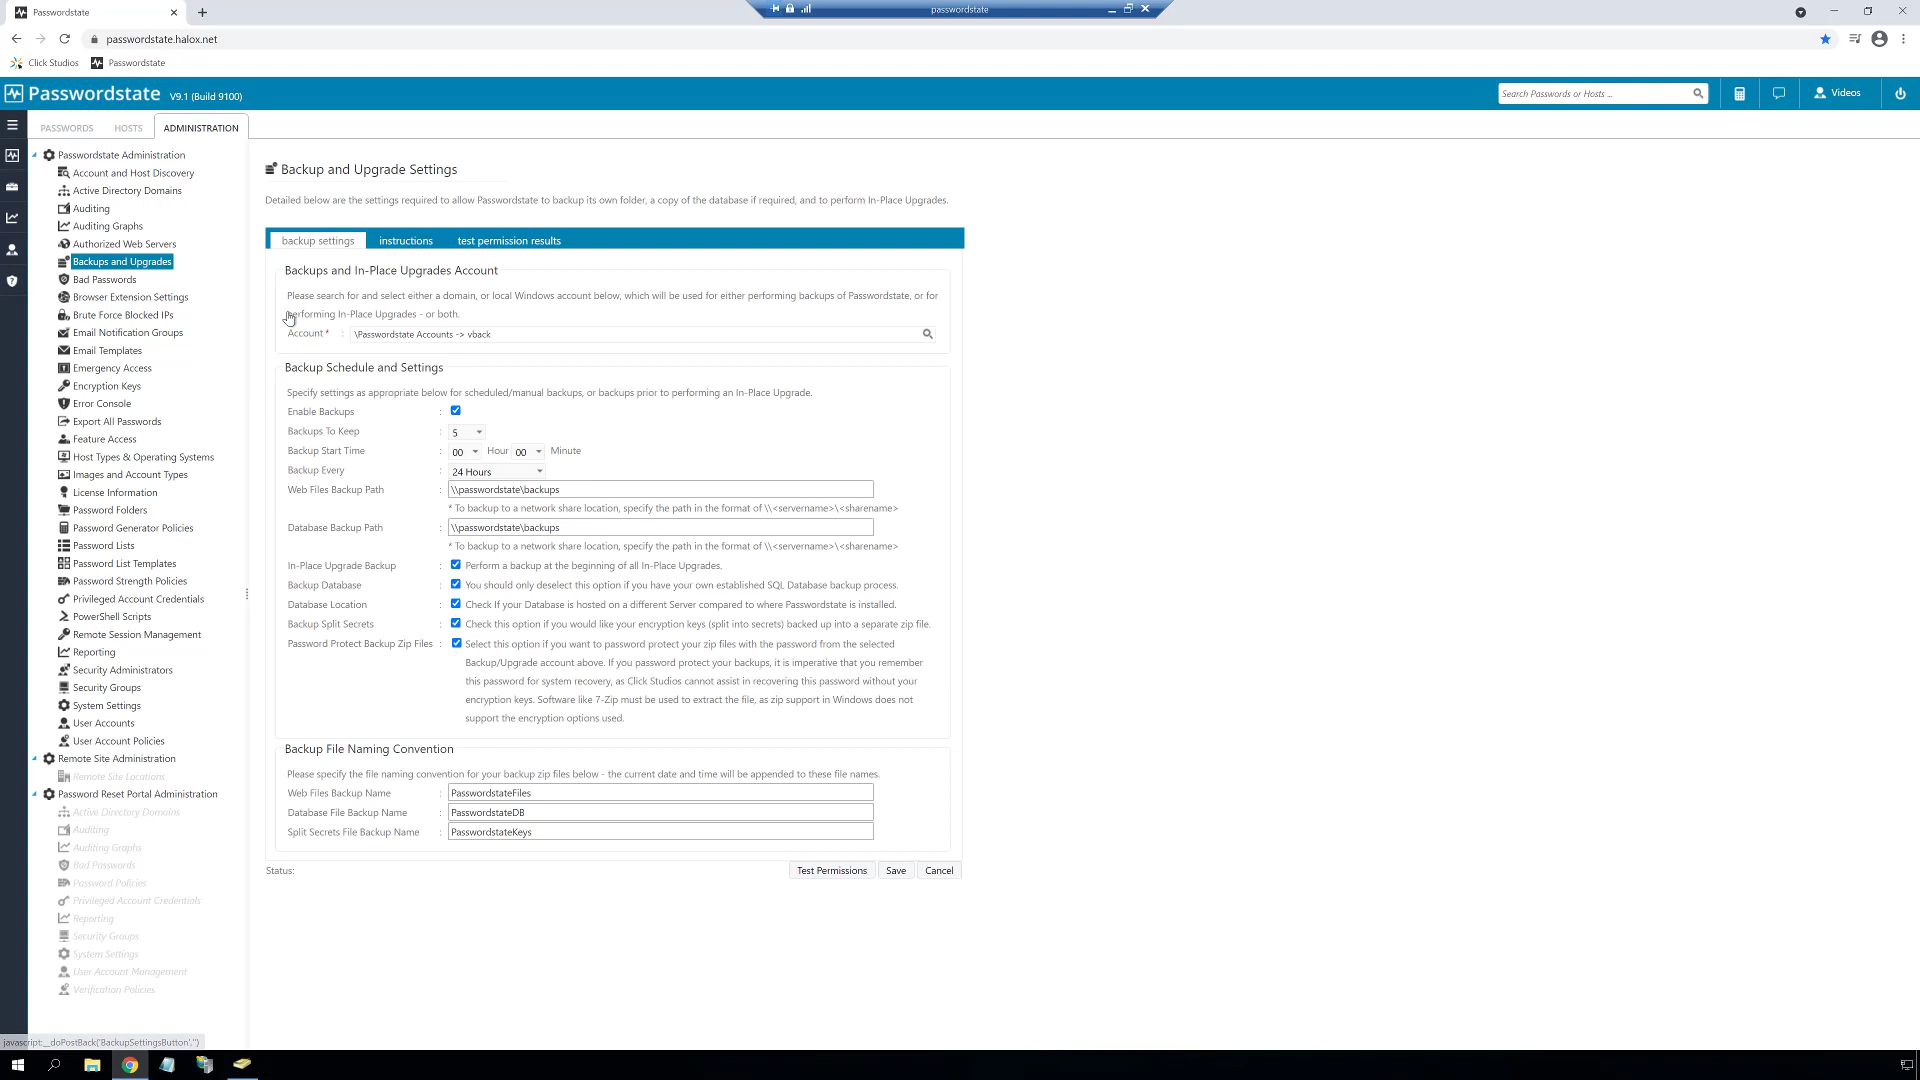 Passwordstate
passwordstate
passwordstate.halox.net
Click Studios
Passwordstate
Passwordstate V9.1 (Build 9100)
Search Passwords or Hosts ...
Videos
PASSWORDS
HOSTS
ADMINISTRATION
Passwordstate Administration
Account and Host Discovery
Active Directory Domains
Auditing
Auditing Graphs
Authorized Web Servers
Backups and Upgrades
Bad Passwords
Browser Extension Settings
Brute Force Blocked IPs
Email Notification Groups
Email Templates
Emergency Access
Encryption Keys
Error Console
Export All Passwords
Feature Access
Host Types & Operating Systems
Images and Account Types
License Information
Password Folders
Password Generator Policies
Password Lists
Password List Templates
Password Strength Policies
Privileged Account Credentials
PowerShell Scripts
Remote Session Management
Reporting
Security Administrators
Security Groups
System Settings
User Accounts
User Account Policies
Remote Site Administration
Remote Site Locations
Password Reset Portal Administration
Active Directory Domains
Auditing
Auditing Graphs
Bad Passwords
Password Policies
Privileged Account Credentials
Reporting
Security Groups
System Settings
User Account Management
Verification Policies
Backup and Upgrade Settings
Detailed below are the settings required to allow Passwordstate to backup its own folder, a copy of the database if required, and to perform In-Place Upgrades.
backup settings
instructions
test permission results
Backups and In-Place Upgrades Account
Please search for and select either a domain, or local Windows account below, which will be used for either performing backups of Passwordstate, or for
performing In-Place Upgrades - or both.
Account * : \Passwordstate Accounts -> vback
Backup Schedule and Settings
Specify settings as appropriate below for scheduled/manual backups, or backups prior to performing an In-Place Upgrade.
Enable Backups :
Backups To Keep : 5
Backup Start Time : 00 Hour 00 Minute
Backup Every : 24 Hours
Web Files Backup Path : \\passwordstate\backups
* To backup to a network share location, specify the path in the format of \\<servername>\<sharename>
Database Backup Path : \\passwordstate\backups
* To backup to a network share location, specify the path in the format of \\<servername>\<sharename>
In-Place Upgrade Backup : Perform a backup at the beginning of all In-Place Upgrades.
Backup Database : You should only deselect this option if you have your own established SQL Database backup process.
Database Location : Check If your Database is hosted on a different Server compared to where Passwordstate is installed.
Backup Split Secrets : Check this option if you would like your encryption keys (split into secrets) backed up into a separate zip file.
Password Protect Backup Zip Files : Select this option if you want to password protect your zip files with the password from the selected
Backup/Upgrade account above. If you password protect your backups, it is imperative that you remember
this password for system recovery, as Click Studios cannot assist in recovering this password without your
encryption keys. Software like 7-Zip must be used to extract the file, as zip support in Windows does not
support the encryption options used.
Backup File Naming Convention
Please specify the file naming convention for your backup zip files below - the current date and time will be appended to these file names.
Web Files Backup Name : PasswordstateFiles
Database File Backup Name : PasswordstateDB
Split Secrets File Backup Name : PasswordstateKeys
Status:
Test Permissions
Save
Cancel
javascript:__doPostBack('BackupSettingsButton','')